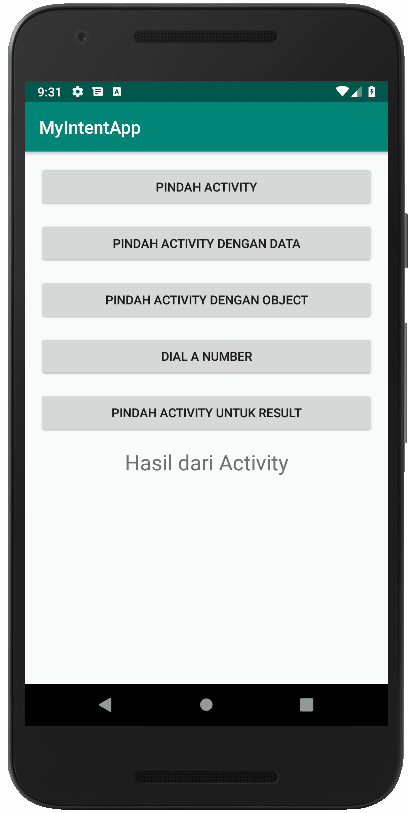 9:31
MyIntentApp
PINDAH ACTIVITY
PINDAH ACTIVITY DENGAN DATA
PINDAH ACTIVITY DENGAN OBJECT
DIAL A NUMBER
PINDAH ACTIVITY UNTUK RESULT
Hasil dari Activity